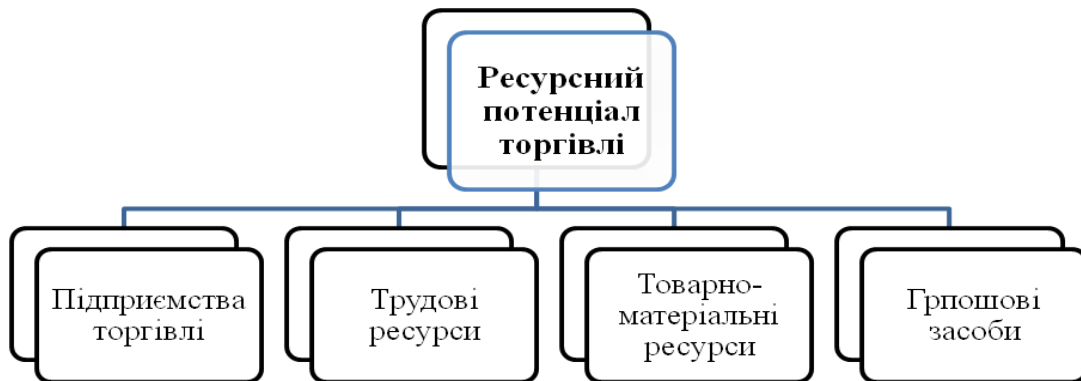 Ресурсний
потенціал
торгівлі
Підприємства
торгівлі
Трудові
ресурси
Товарно-
матеріальні
ресурси
Грпошові
засоби